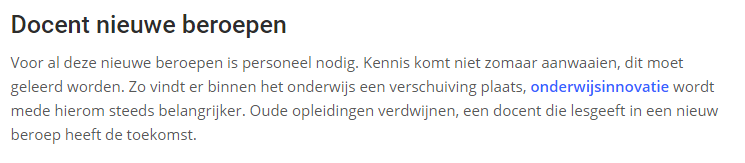 Docent nieuwe beroepen
Voor al deze nieuwe beroepen is personeel nodig. Kennis komt niet zomaar aanwaaien, dit moet
geleerd worden. Zo vindt er binnen het onderwijs een verschuiving plaats, onderwijsinnovatie wordt
mede hierom steeds belangrijker. Oude opleidingen verdwijnen, een docent die lesgeeft in een nieuw
beroep heeft de toekomst.